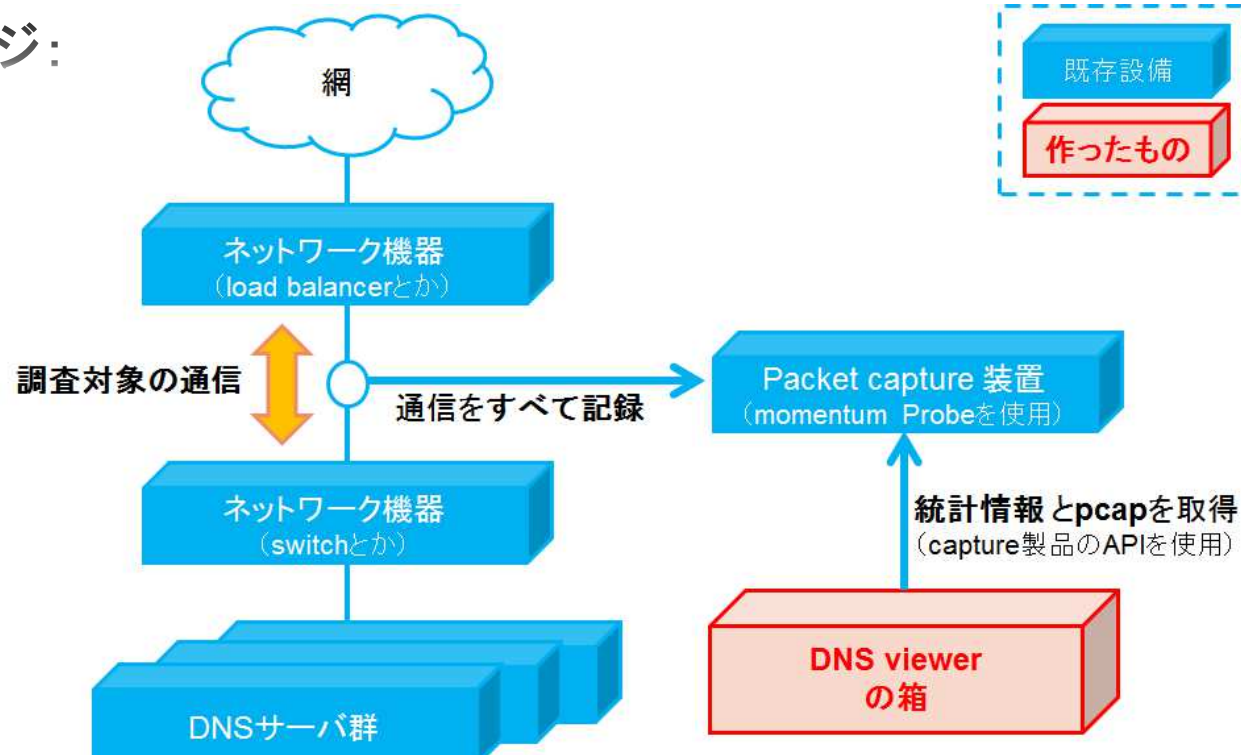 ジ:
網
既存設備
作ったもの
ネットワーク機器
（load balancerとか）
調査対象の通信
通信をすべて記録
Packet capture 装置
（momentum Probeを使用）
ネットワーク機器
（switchとか）
統計情報とpcapを取得
（capture製品のAPIを使用）
DNS viewer
の箱
DNSサーバ群